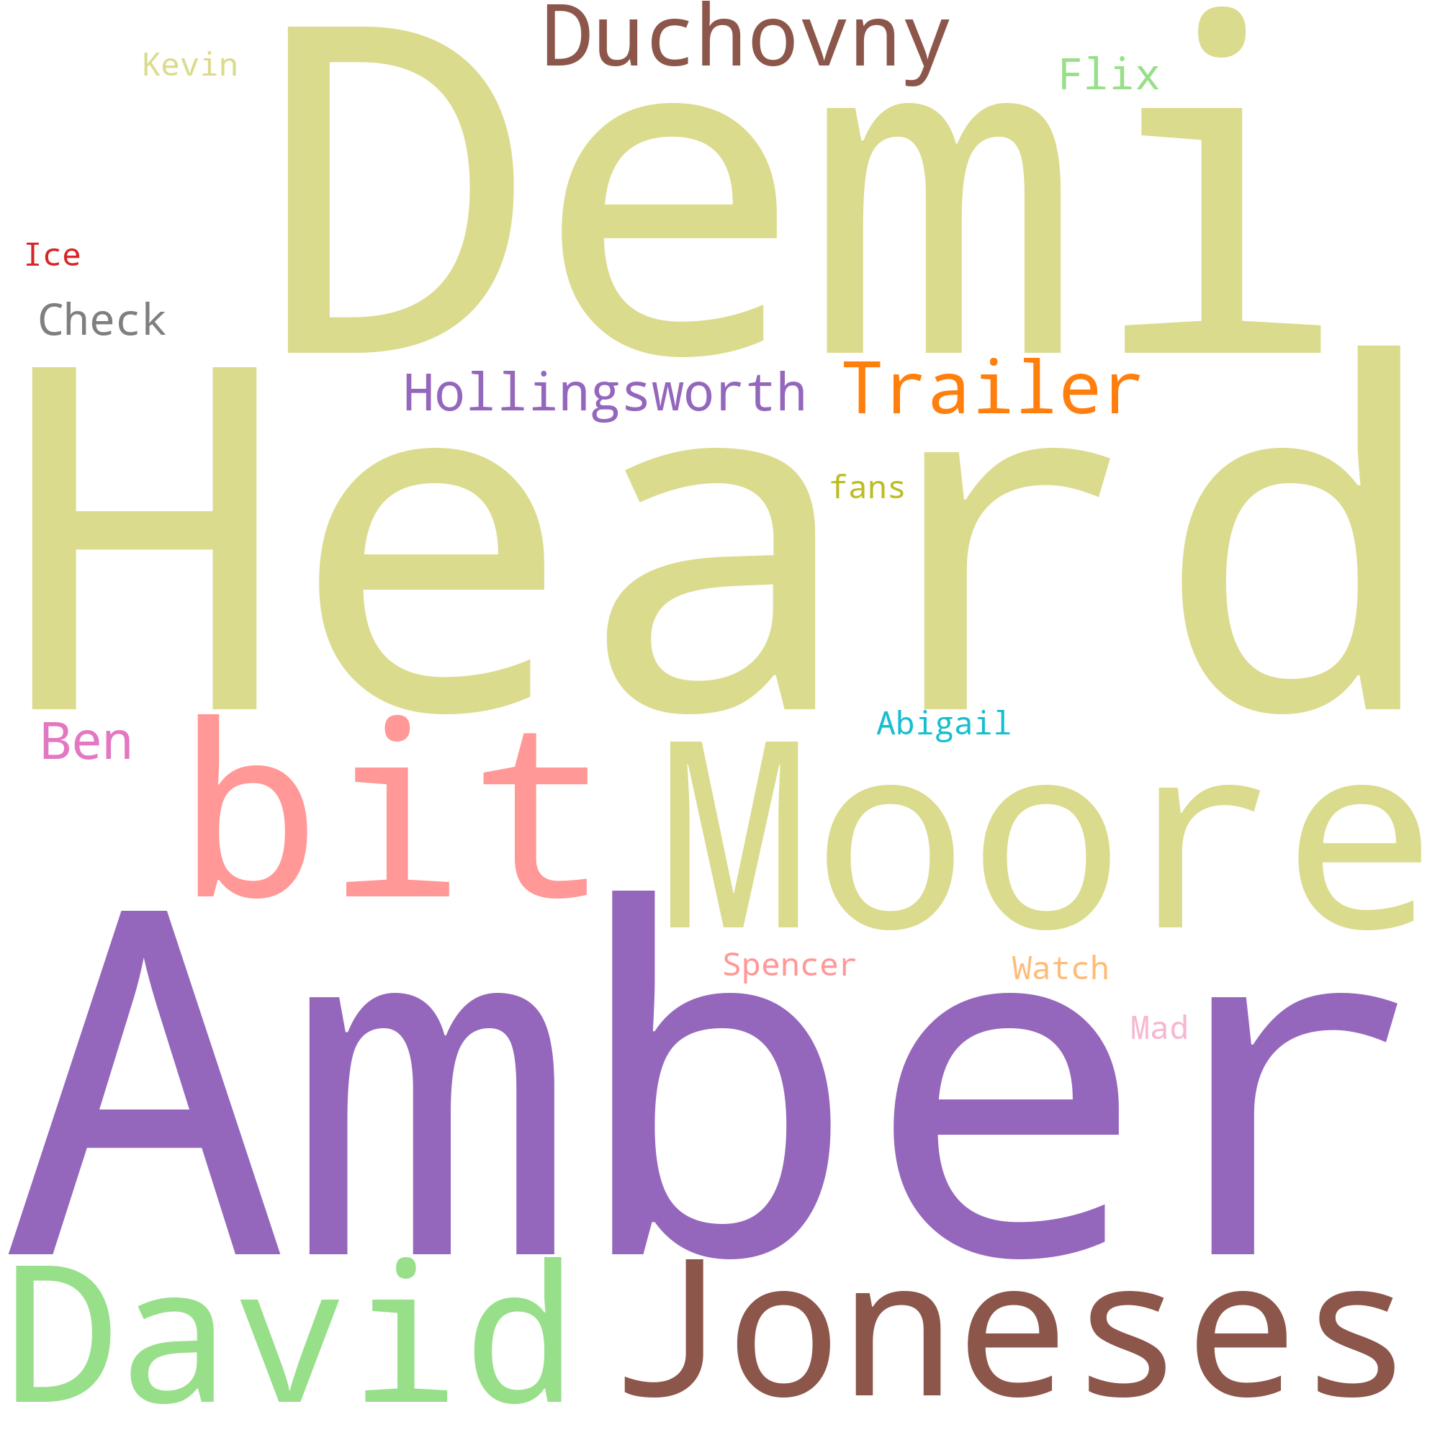 Duchovny
Kevin
Flix
Demi
Ice
Check
Hollingsworth
Trailer
Heard
fans
Ben
Abigail
bit
Moore
Spencer
Watch
Mad
Amber
David
Joneses